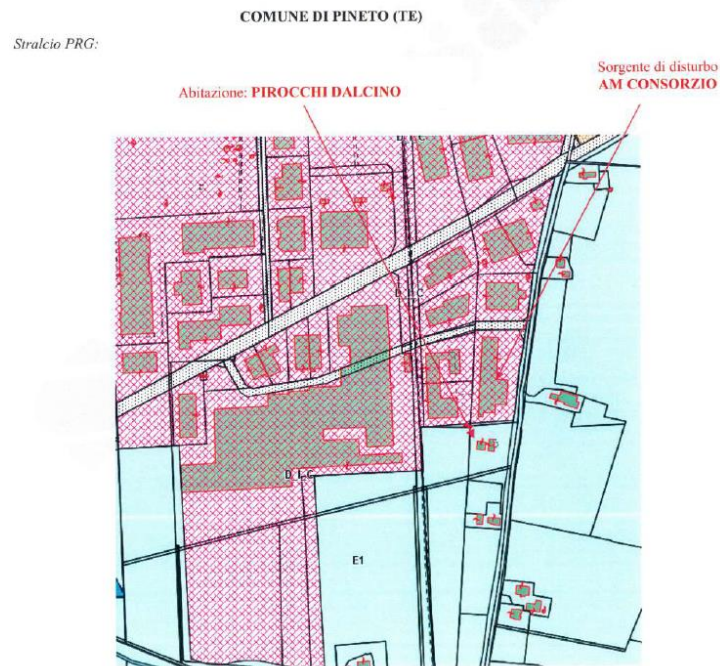 COMUNE DI PINETO (TE)
Stralcio PRG:
Sorgente di disturbo
AM CONSORZIO
Abitazione: PIROCCHI DALCINO
D I C
E1